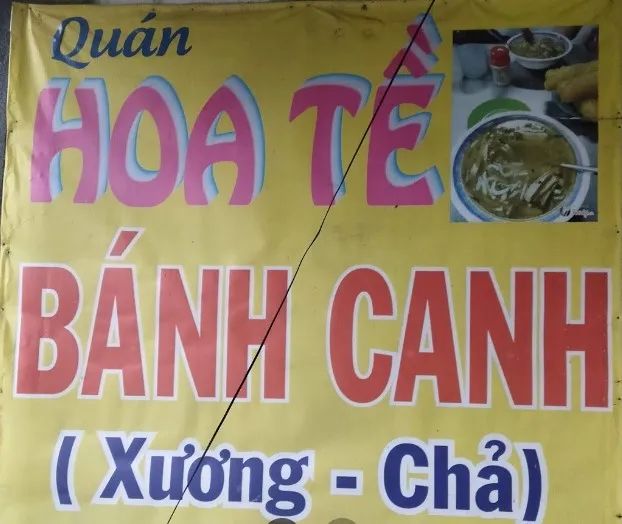 Quán
HOA TỀ
BÁNH CANH
(Xương - Chả)